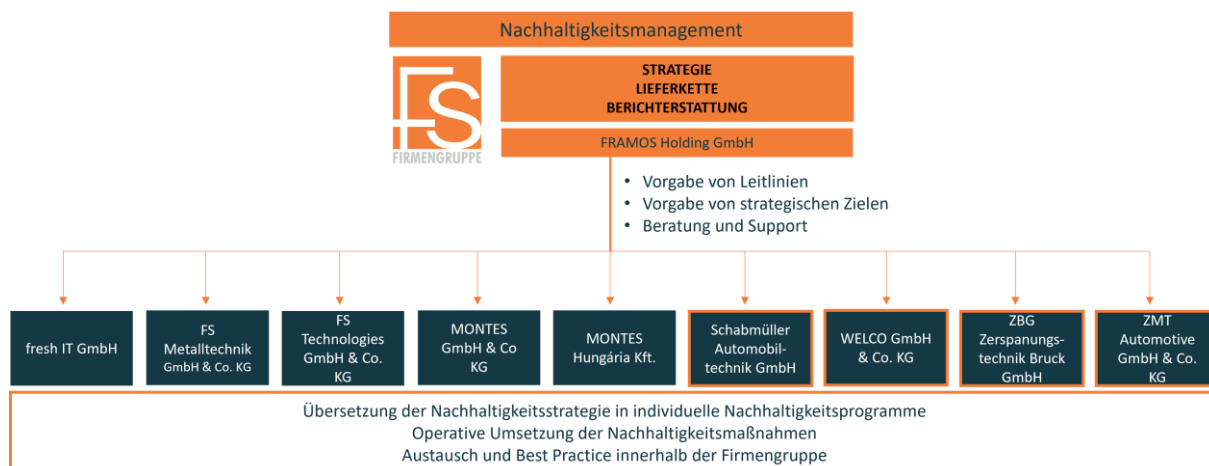 Nachhaltigkeitsmanagement
FS
FIRMENGRUPPE
STRATEGIE
LIEFERKETTE
BERICHTERSTATTUNG
FRAMOS Holding GmbH
• Vorgabe von Leitlinien
• Vorgabe von strategischen Zielen
• Beratung und Support
fresh IT GmbH
FS
Metalltechnik
GmbH & Co. KG
FS
Technologies
GmbH & Co.
KG
MONTES
GmbH & Co
KG
MONTES
Hungária Kft.
Schabmüller
Automobil-
technik GmbH
WELCO GmbH
& Co. KG
ZBG
Zerspanungs-
technik Bruck
GmbH
ZMT
Automotive
GmbH & Co.
KG
Übersetzung der Nachhaltigkeitsstrategie in individuelle Nachhaltigkeitsprogramme
Operative Umsetzung der Nachhaltigkeitsmaßnahmen
Austausch und Best Practice innerhalb der Firmengruppe